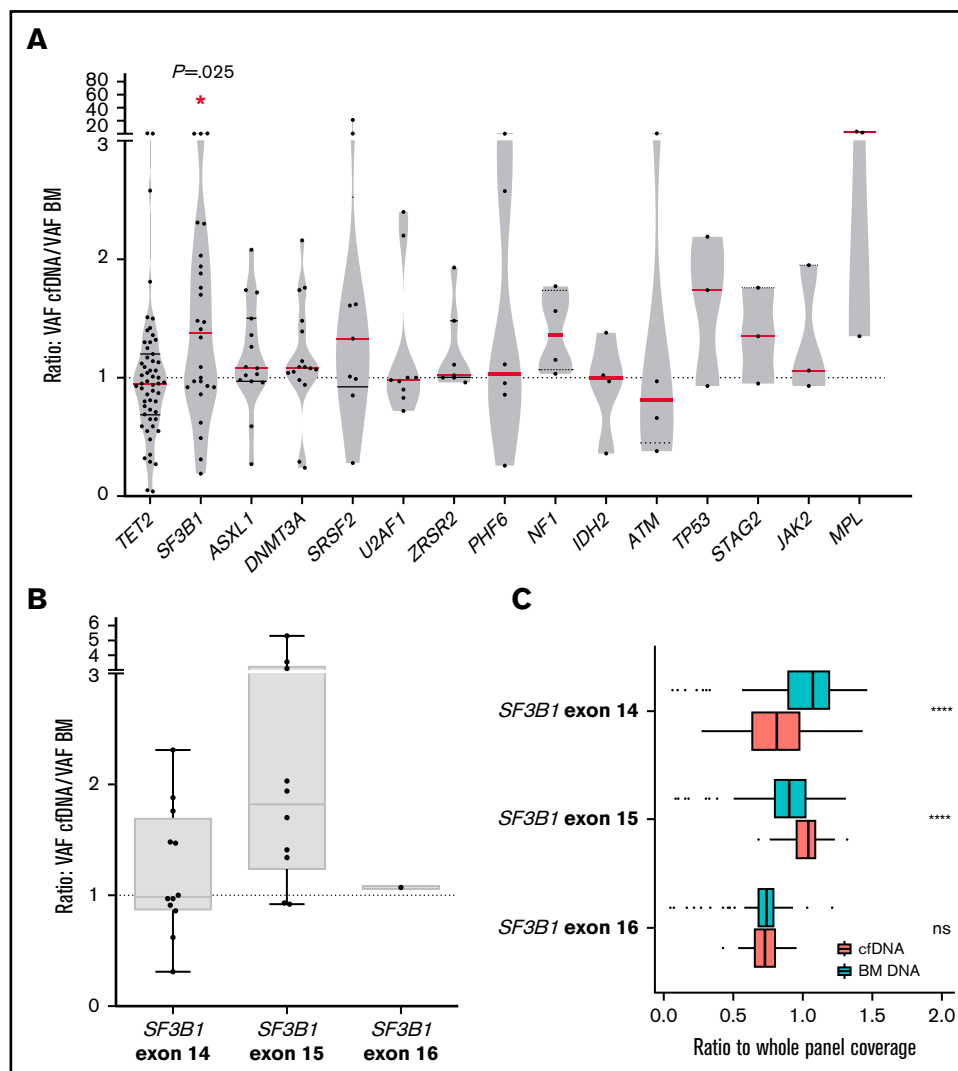 A
P=.025
*
80
60
40
20
3
2
1
0
Ratio: VAF cfDNA/VAF BM
TET2
SF3B1
ASXL1
DNMT3A
SRSF2
U2AF1
ZRSR2
PHF6
NF1
IDH2
ATM
TP53
STAG2
JAK2
MPL
B
6
5
4
3
2
1
0
Ratio: VAF cfDNA/VAF BM
SF3B1
exon 14
SF3B1
exon 15
SF3B1
exon 16
C
SF3B1 exon 14
****
SF3B1 exon 15
****
SF3B1 exon 16
ns
cfDNA
BM DNA
0.0 0.5 1.0 1.5 2.0
Ratio to whole panel coverage